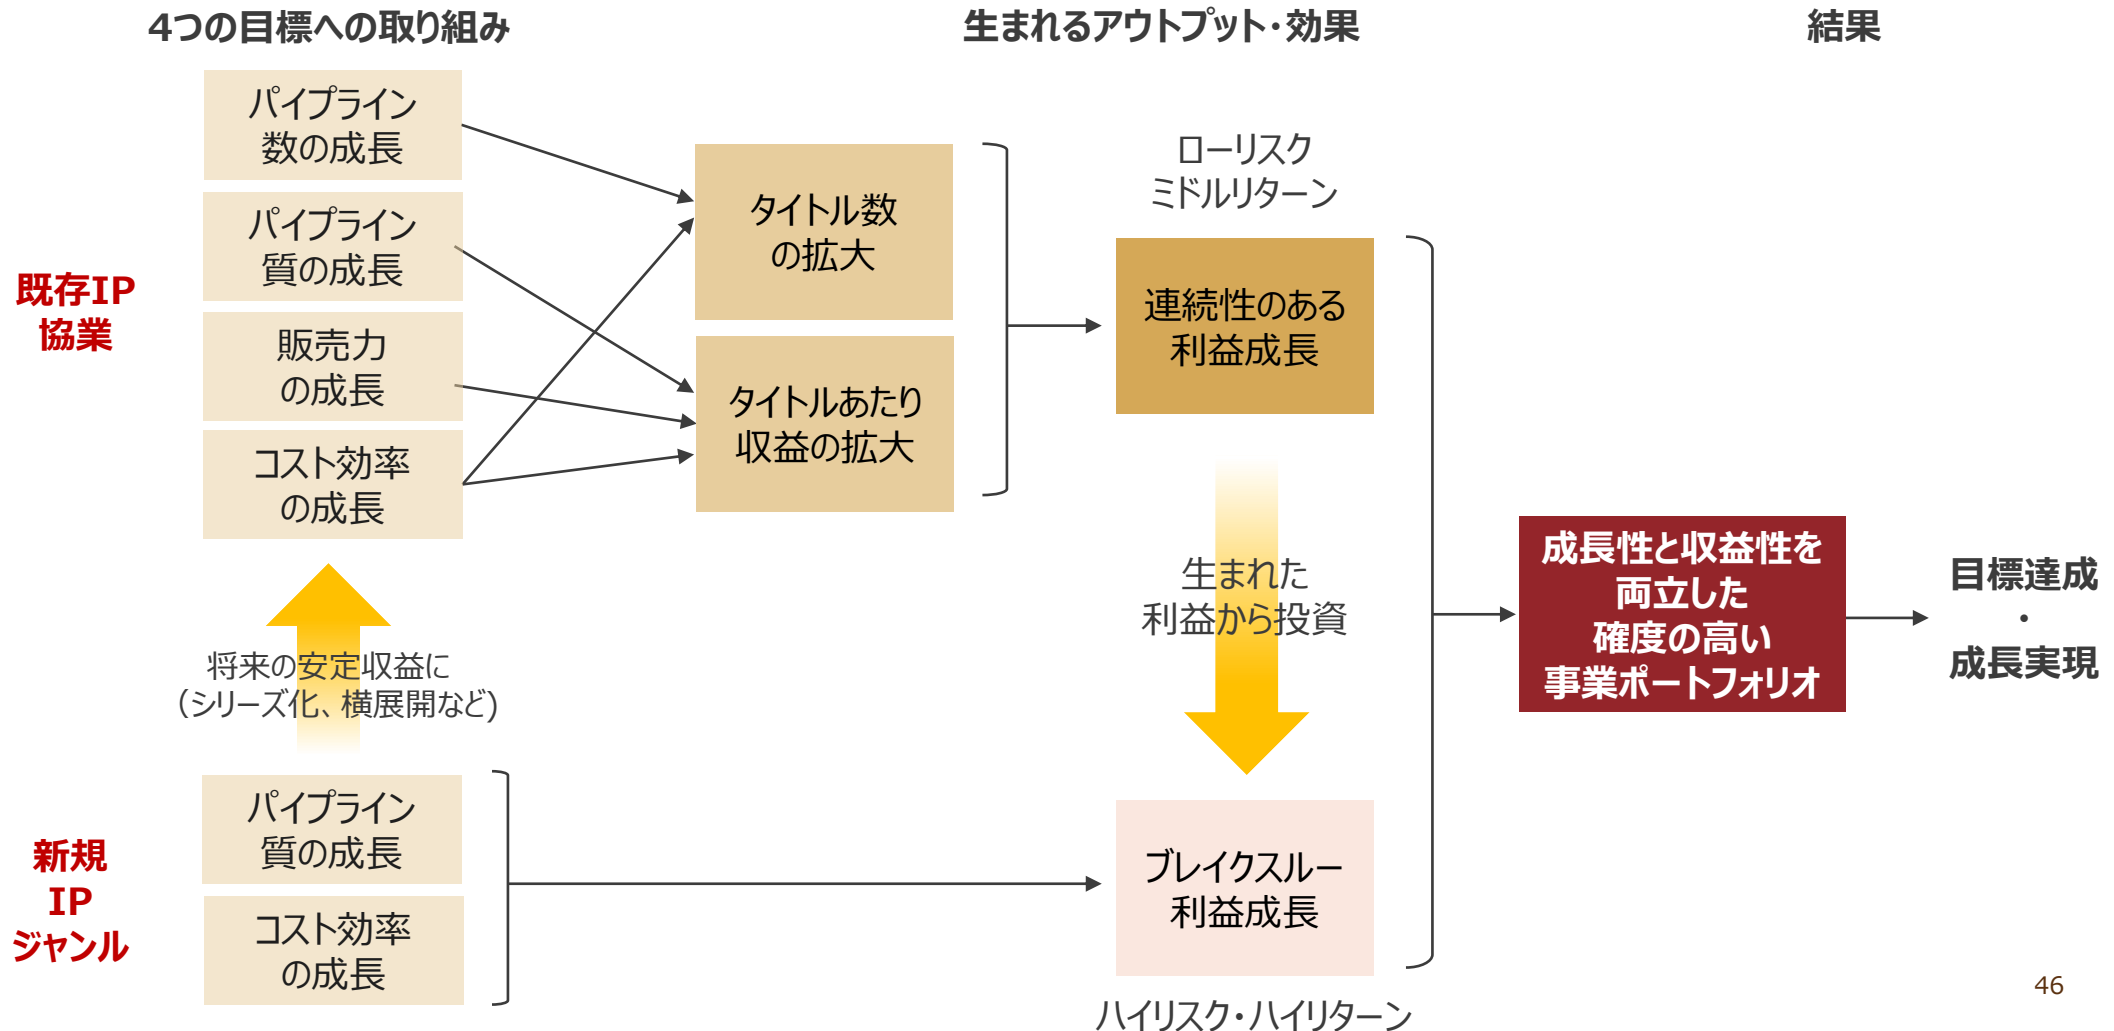 4つの目標への取り組み
生まれるアウトプット・効果
結果
既存IP
協業
パイプライン
数の成長
パイプライン
質の成長
販売力
の成長
コスト効率
の成長
タイトル数
の拡大
タイトルあたり
収益の拡大
ローリスク
ミドルリターン
連続性のある
利益成長
生まれた
利益から投資
将来の安定収益に
(シリーズ化、横展開など)
新規
IP
ジャンル
パイプライン
質の成長
コスト効率
の成長
ブレイクスルー
利益成長
ハイリスク・ハイリターン
成長性と収益性を
両立した
確度の高い
事業ポートフォリオ
目標達成
・
成長実現
46